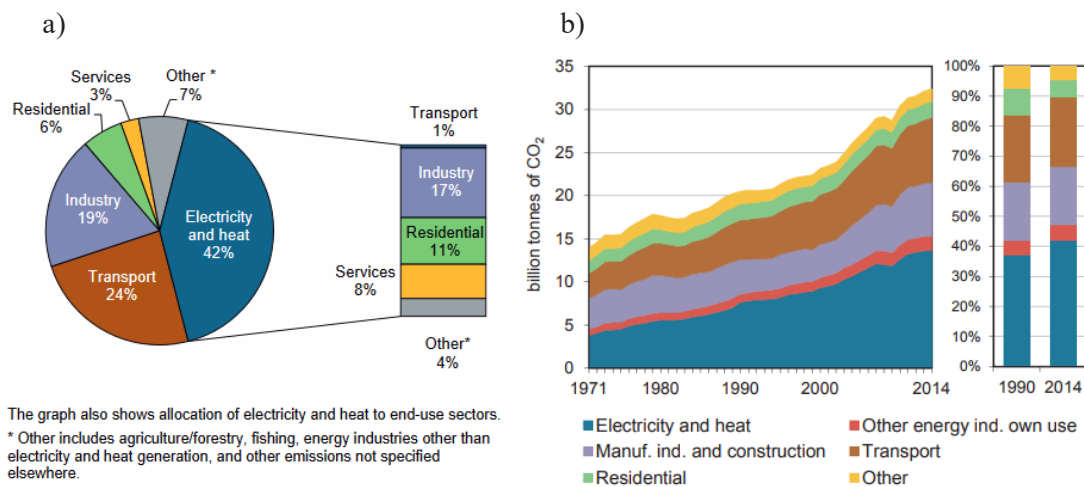 a)
Services
3%
Other *
7%
Residential
6%
Industry
19%
Electricity
and heat
42%
Transport
24%
Transport
1%
Industry
17%
Residential
11%
Services
8%
Other*
4%
The graph also shows allocation of electricity and heat to end-use sectors.
* Other includes agriculture/forestry, fishing, energy industries other than
electricity and heat generation, and other emissions not specified
elsewhere.
b)
billion tonnes of CO2
35
30
25
20
15
10
5
0
1971
1980
1990
2000
2014
100%
90%
80%
70%
60%
50%
40%
30%
20%
10%
0%
1990
2014
Electricity and heat
Other energy ind. own use
Manuf. ind. and construction
Transport
Residential
Other